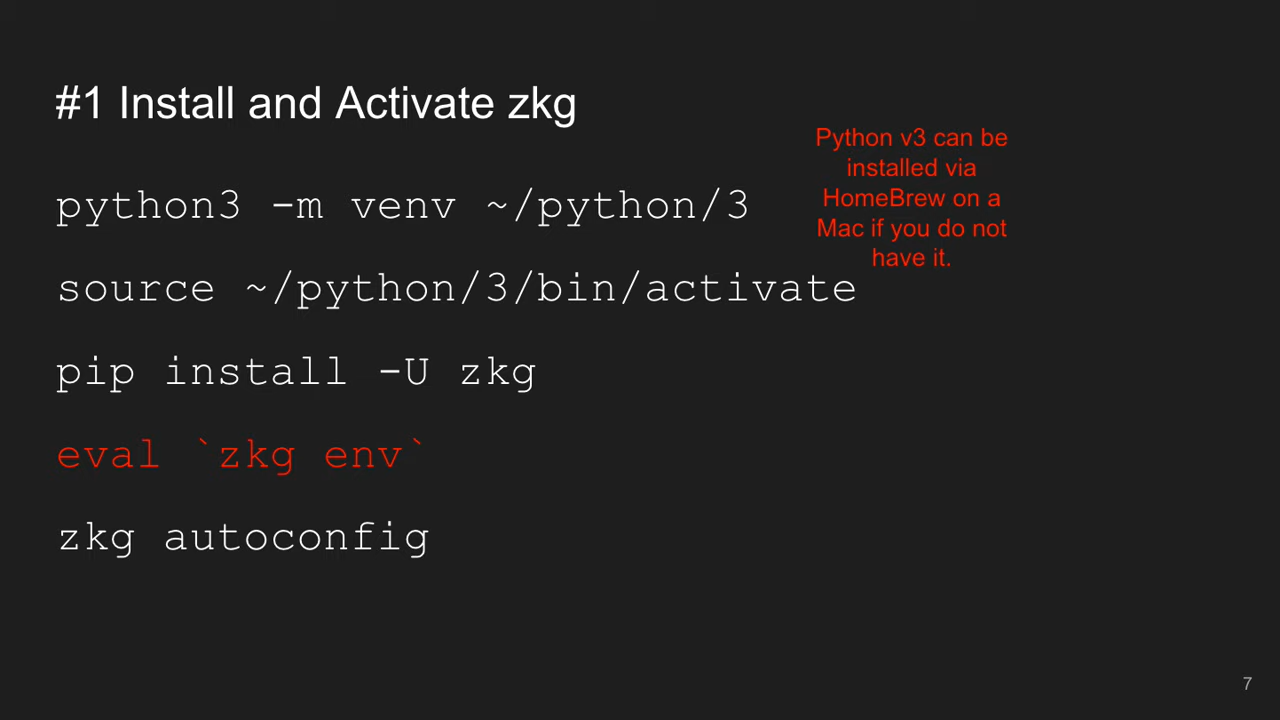 #1 Install and Activate zkg
Python v3 can be
installed via
HomeBrew on a
Mac if you do not
have it.
python3 -m venv ~/python/3
source ~/python/3/bin/activate
pip install -U zkg
eval `zkg env`
zkg autoconfig
7